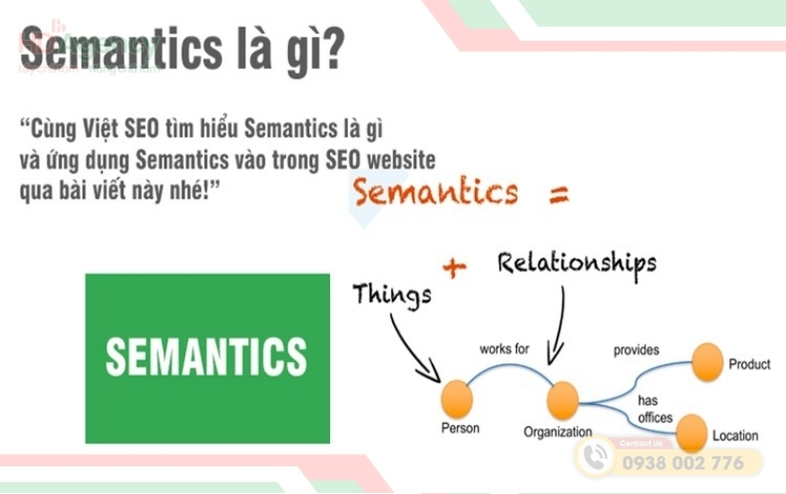 Semantics là gì?
“Cùng Việt SEO tìm hiểu Semantics là gì
và ứng dụng Semantics vào trong SEO website
qua bài viết này nhé!”
Semantics =
Things + Relationships
SEMANTICS
works for
provides
has
offices
Person
Organization
Product
Location
Contact Us
0938 002 776